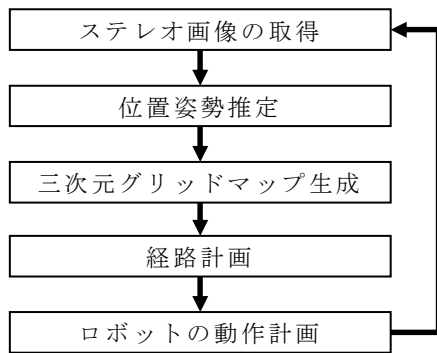 ステレオ画像の取得
位置姿勢推定
三次元グリッドマップ生成
経路計画
ロボットの動作計画